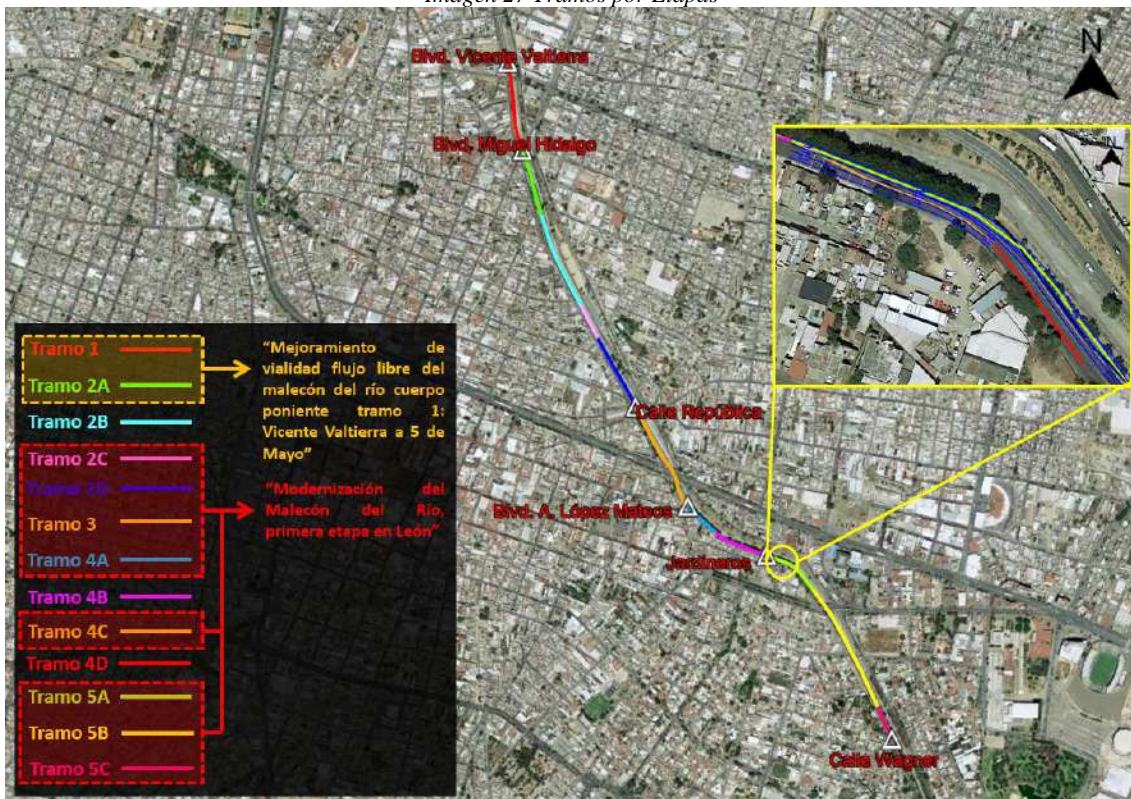 Imagen 27 Tramos por Etapas
Blvd. Vicente Valtierra
N
Blvd. Miguel Hidalgo
N
Tramo 1
Tramo 2A
Tramo 2B
Tramo 2C
Tramo 2D
Tramo 3
Tramo 4A
Tramo 4B
Tramo 4C
Tramo 4D
Tramo 5A
Tramo 5B
Tramo 5C
“Mejoramiento de
vialidad flujo libre del
malecón del río cuerpo
poniente tramo 1:
Vicente Valtierra a 5 de
Mayo”
“Modernización del
Malecón del Río,
primera etapa en León”
Calle República
Blvd. A. López Mateos
Jardineros
Calle Wagner